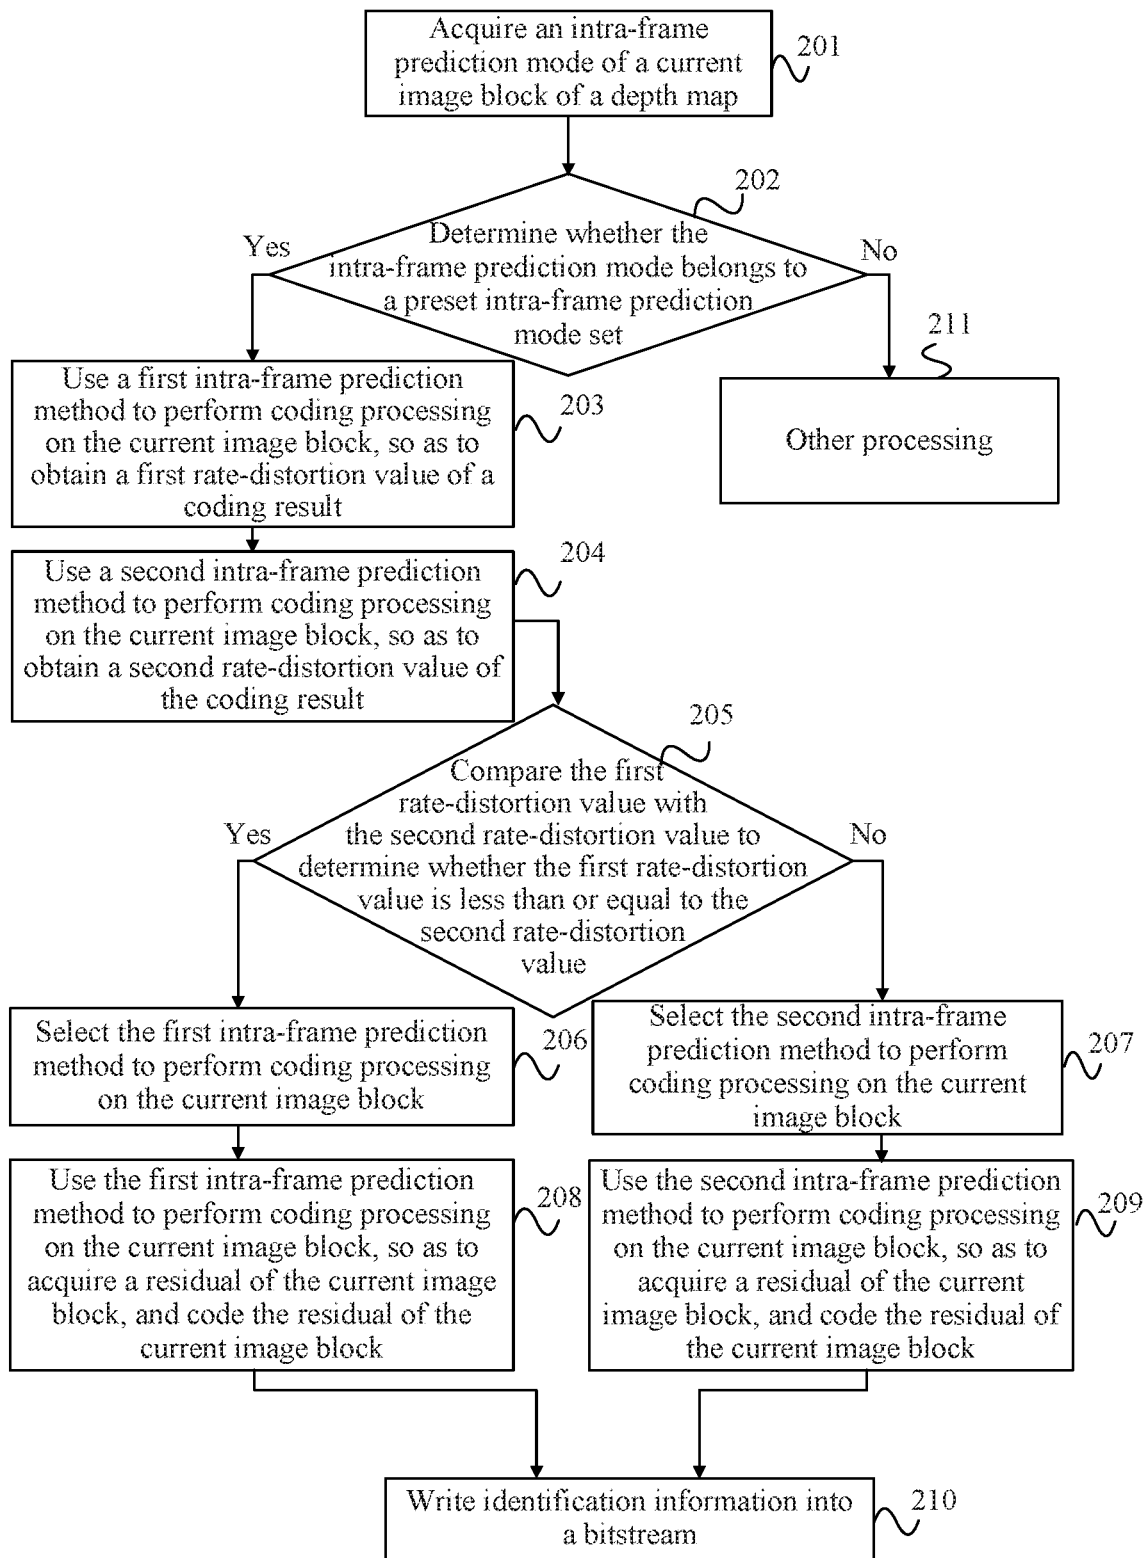 Acquire an intra-frame
prediction mode of a current
image block of a depth map
201
202
Yes
No
Determine whether the
intra-frame prediction mode belongs to
a preset intra-frame prediction
mode set
211
Other processing
Use a first intra-frame prediction
method to perform coding processing
on the current image block, so as to
obtain a first rate-distortion value of a
coding result
203
Use a second intra-frame prediction
method to perform coding processing
on the current image block, so as to
obtain a second rate-distortion value of
the coding result
204
205
Yes
No
Compare the first
rate-distortion value with
the second rate-distortion value to
determine whether the first rate-distortion
value is less than or equal to the
second rate-distortion
value
Select the first intra-frame prediction
method to perform coding processing
on the current image block
206
Select the second intra-frame
prediction method to perform
coding processing on the current
image block
207
Use the first intra-frame prediction
method to perform coding processing
on the current image block, so as to
acquire a residual of the current image
block, and code the residual of the
current image block
208
Use the second intra-frame prediction
method to perform coding processing
on the current image block, so as to
acquire a residual of the current
image block, and code the residual of
the current image block
209
Write identification information into
a bitstream
210